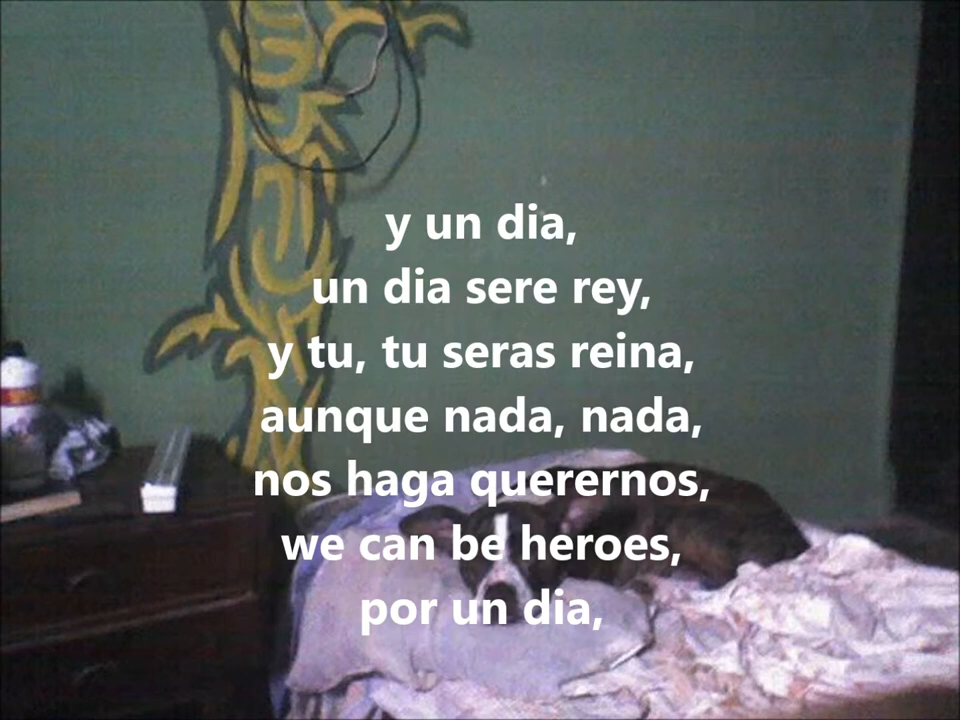 y un dia,
un dia sere rey,
y tu, tu seras reina,
aunque nada, nada,
nos haga querernos,
we can be heroes,
por un dia,